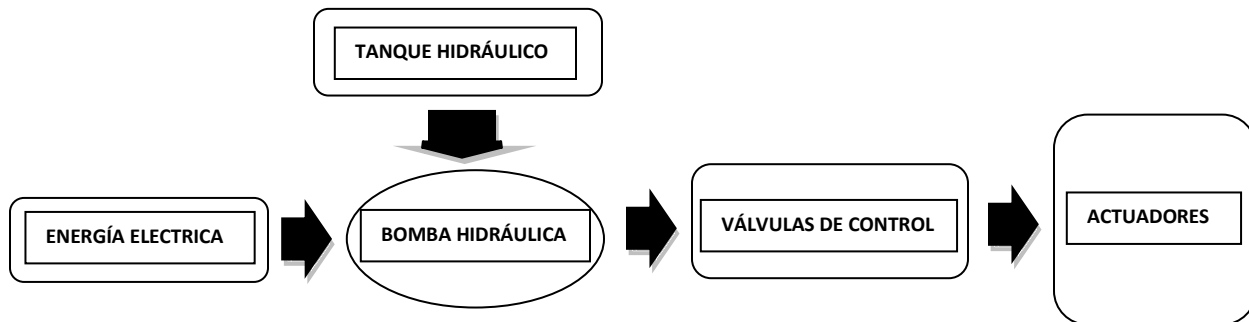 TANQUE HIDRÁULICO
ENERGÍA ELECTRICA
BOMBA HIDRÁULICA
VÁLVULAS DE CONTROL
ACTUADORES